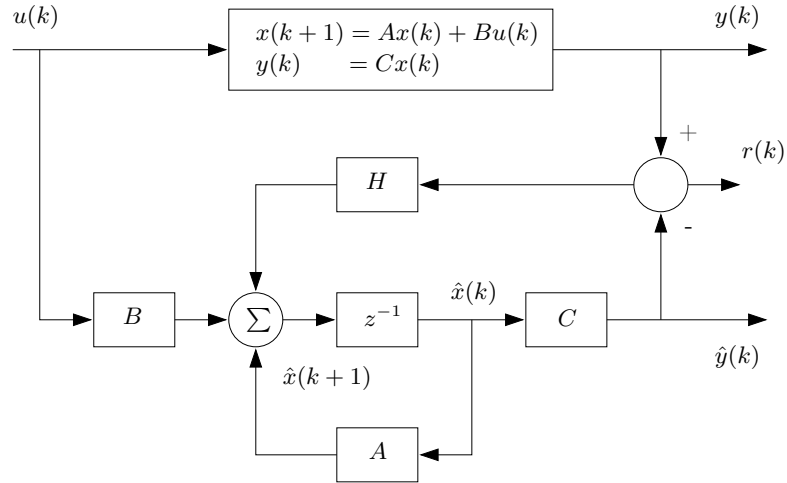 u(k)
y(k)
x(k + 1) = Ax(k) + Bu(k)
y(k) = Cx(k)
+
r(k)
H
-
x̂(k)
B
∑
z⁻¹
C
x̂(k + 1)
ŷ(k)
A